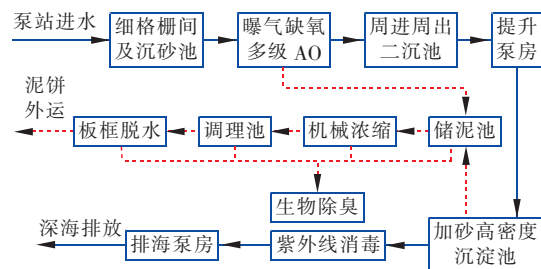 泵站进水
细格栅间
及沉砂池
曝气缺氧
多级 AO
周进周出
二沉池
提升
泵房
泥饼
外运
板框脱水
调理池
机械浓缩
储泥池
生物除臭
深海排放
排海泵房
紫外线消毒
加砂高密度
沉淀池